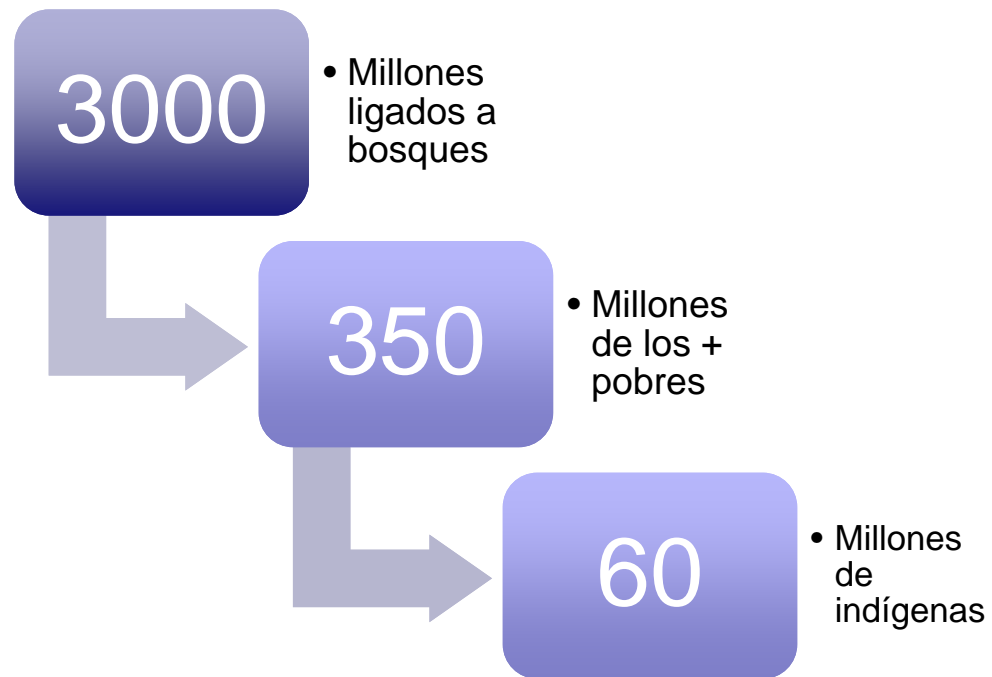 3000
• Millones
ligados a
bosques
350
• Millones
de los +
pobres
60
• Millones
de
indígenas